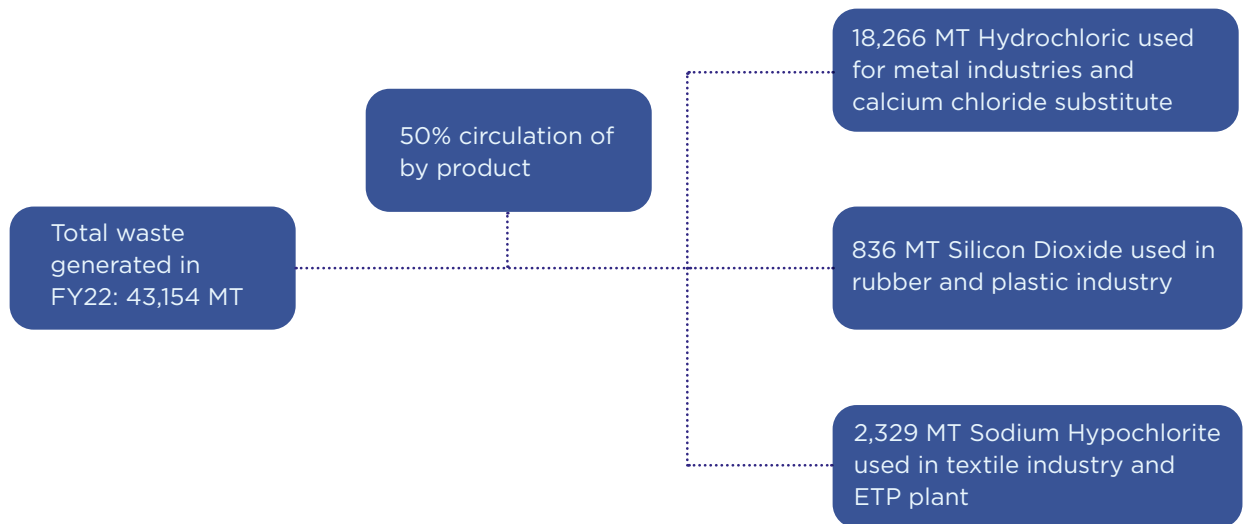 Total waste
generated in
FY22: 43,154 MT
50% circulation of
by product
18,266 MT Hydrochloric used
for metal industries and
calcium chloride substitute
836 MT Silicon Dioxide used in
rubber and plastic industry
2,329 MT Sodium Hypochlorite
used in textile industry and
ETP plant